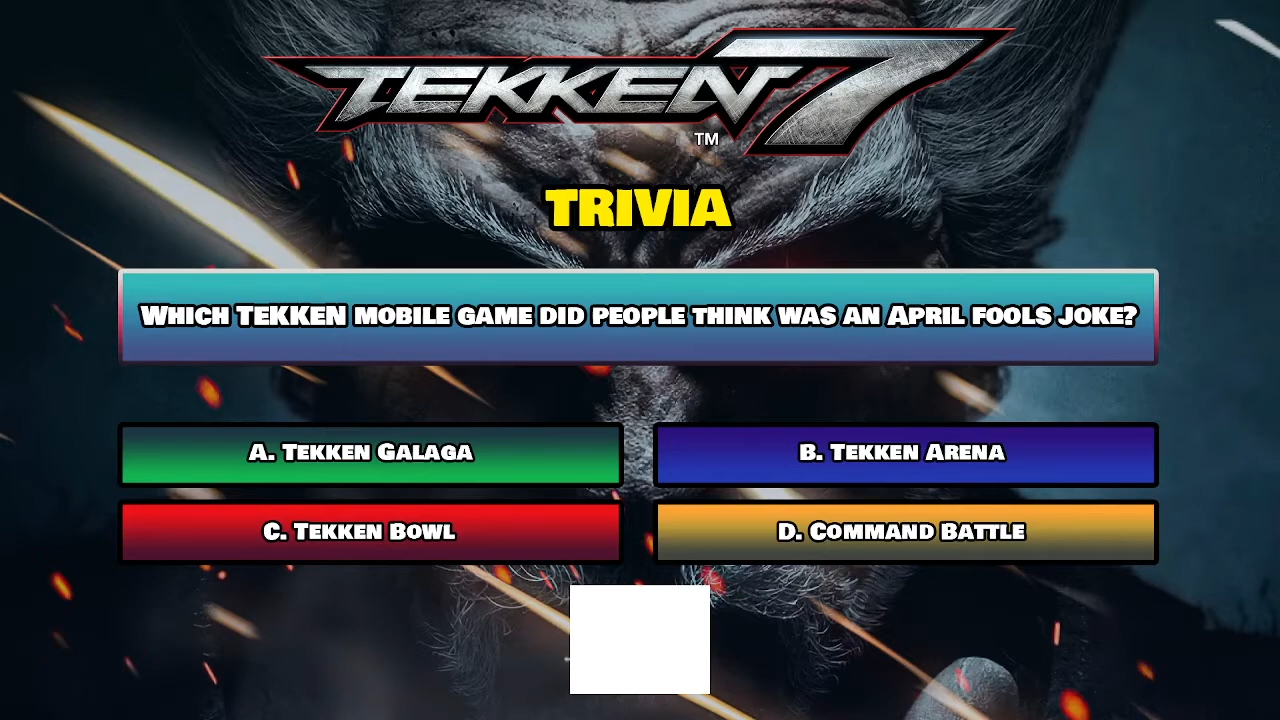 TEKKEN 7
TM
TRIVIA
Which TEKKEN mobile game did people think was an April fools joke?
A. Tekken Galaga
B. Tekken Arena
C. Tekken Bowl
D. Command Battle